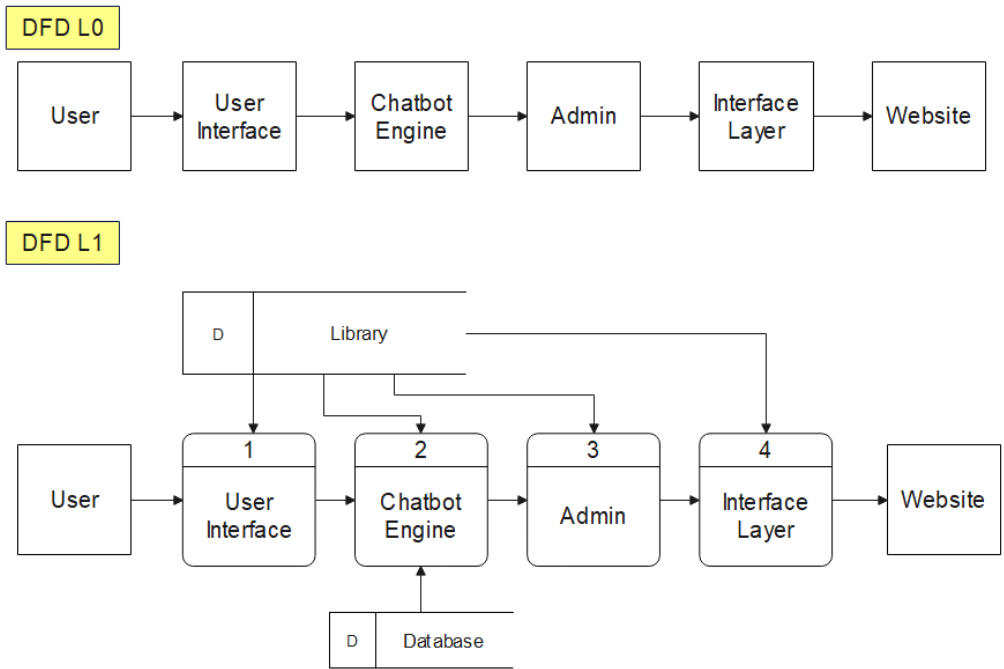 DFD L0
User
User
Interface
Chatbot
Engine
Admin
Interface
Layer
Website
DFD L1
D
Library
1
2
3
4
User
User
Interface
Chatbot
Engine
Admin
Interface
Layer
Website
D
Database